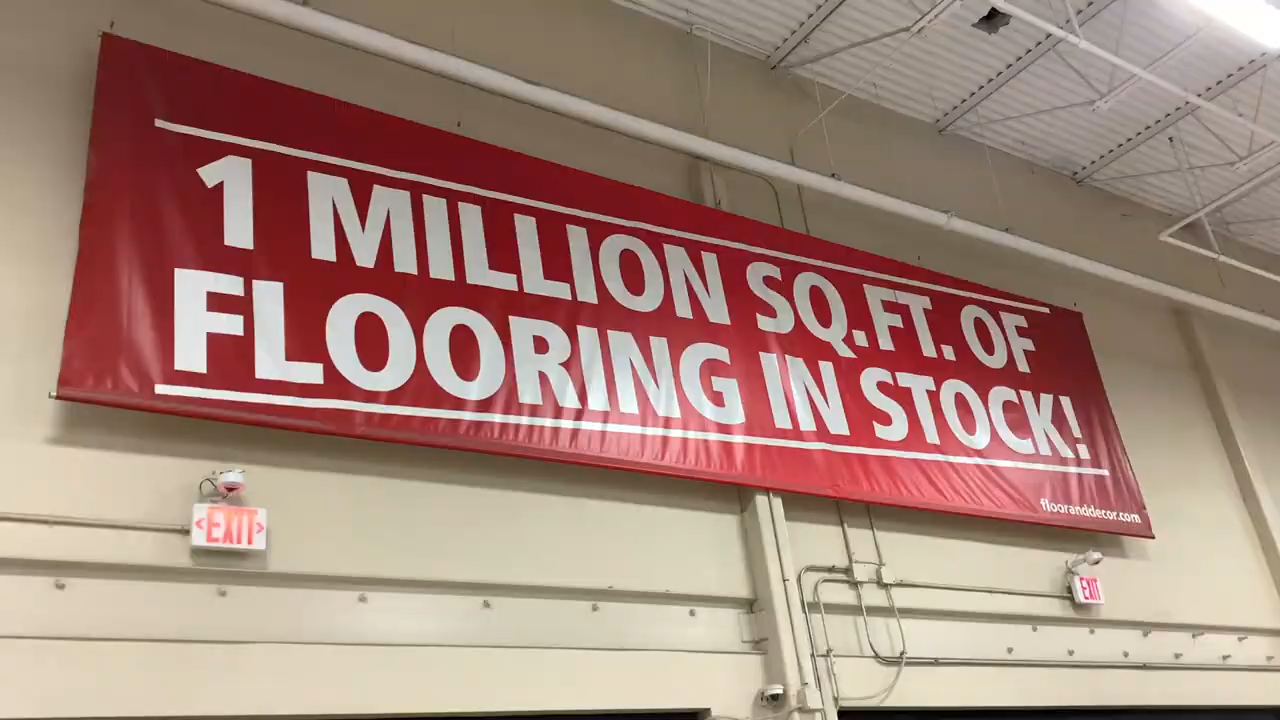 1 MILLION SQ.FT. OF
FLOORING IN STOCK!
flooranddecor.com
<EXIT>
EXIT